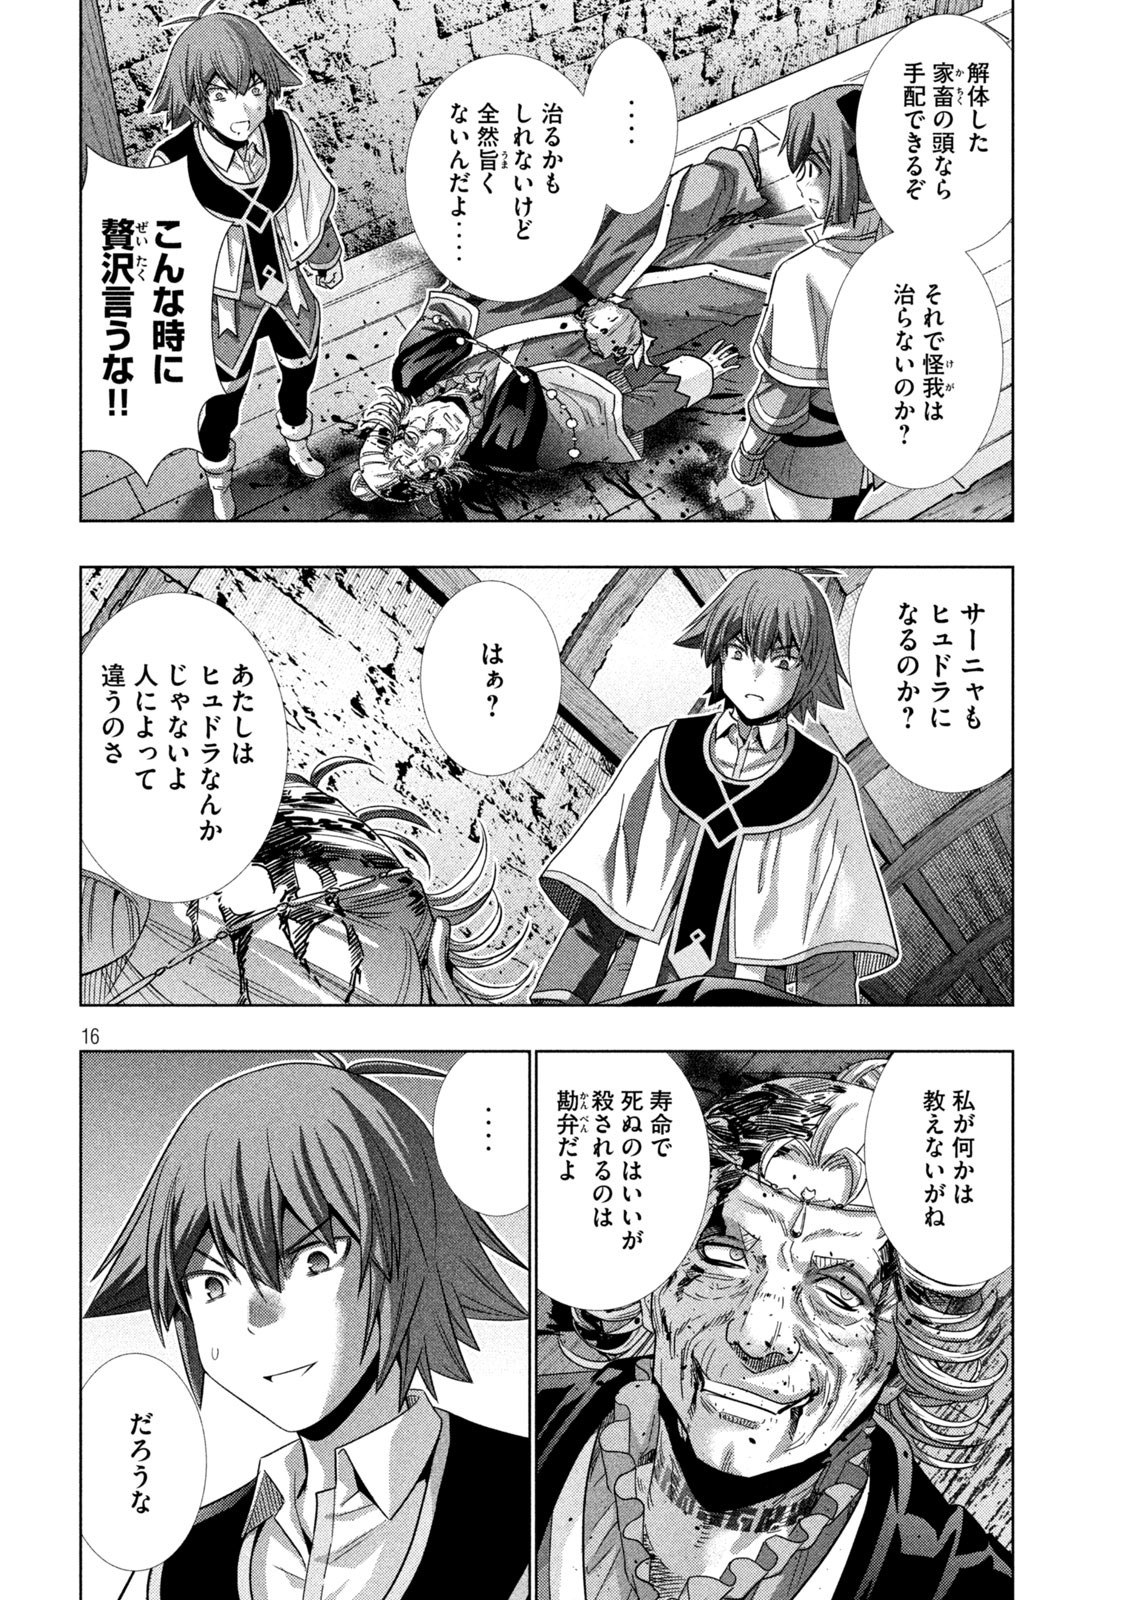 解体した
家畜の頭なら
手配できるぞ
それで怪我は
治らないのか?
‥‥
治るかも
しれないけど
全然旨く
ないんだよ‥‥
こんな時に
贅沢言うな!!
サーニャも
ヒュドラに
なるのか?
はぁ?
あたしは
ヒュドラなんか
じゃないよ
人によって
違うのさ
16
私が何かは
教えないがね
寿命で
死ぬのはいいが
殺されるのは
勘弁だよ
‥‥
だろうな